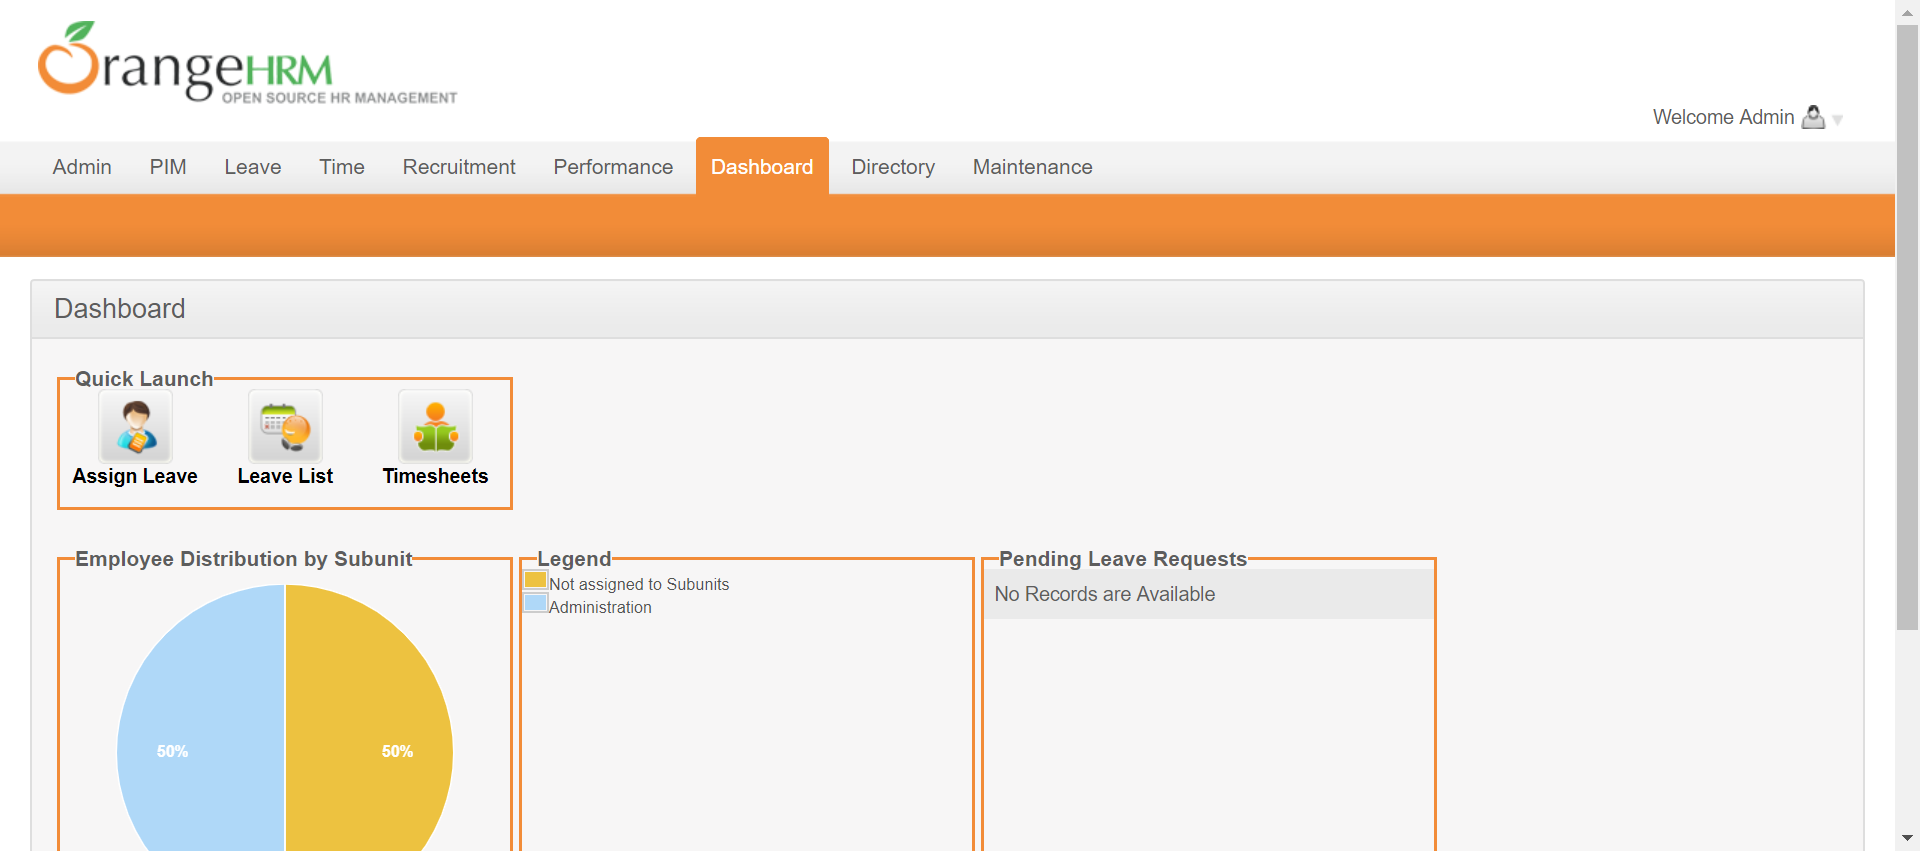 OrangeHRM
OPEN SOURCE HR MANAGEMENT
Welcome Admin
Admin PIM Leave Time Recruitment Performance Dashboard Directory Maintenance
Dashboard
Quick Launch
Assign Leave Leave List Timesheets
Employee Distribution by Subunit
50% 50%
Legend
Not assigned to Subunits
Administration
Pending Leave Requests
No Records are Available